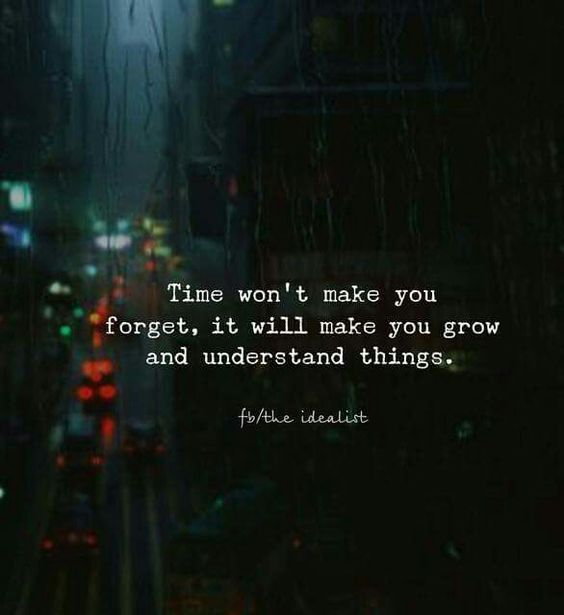 Time won't make you
forget, it will make you grow
and understand things.
fb/the idealist